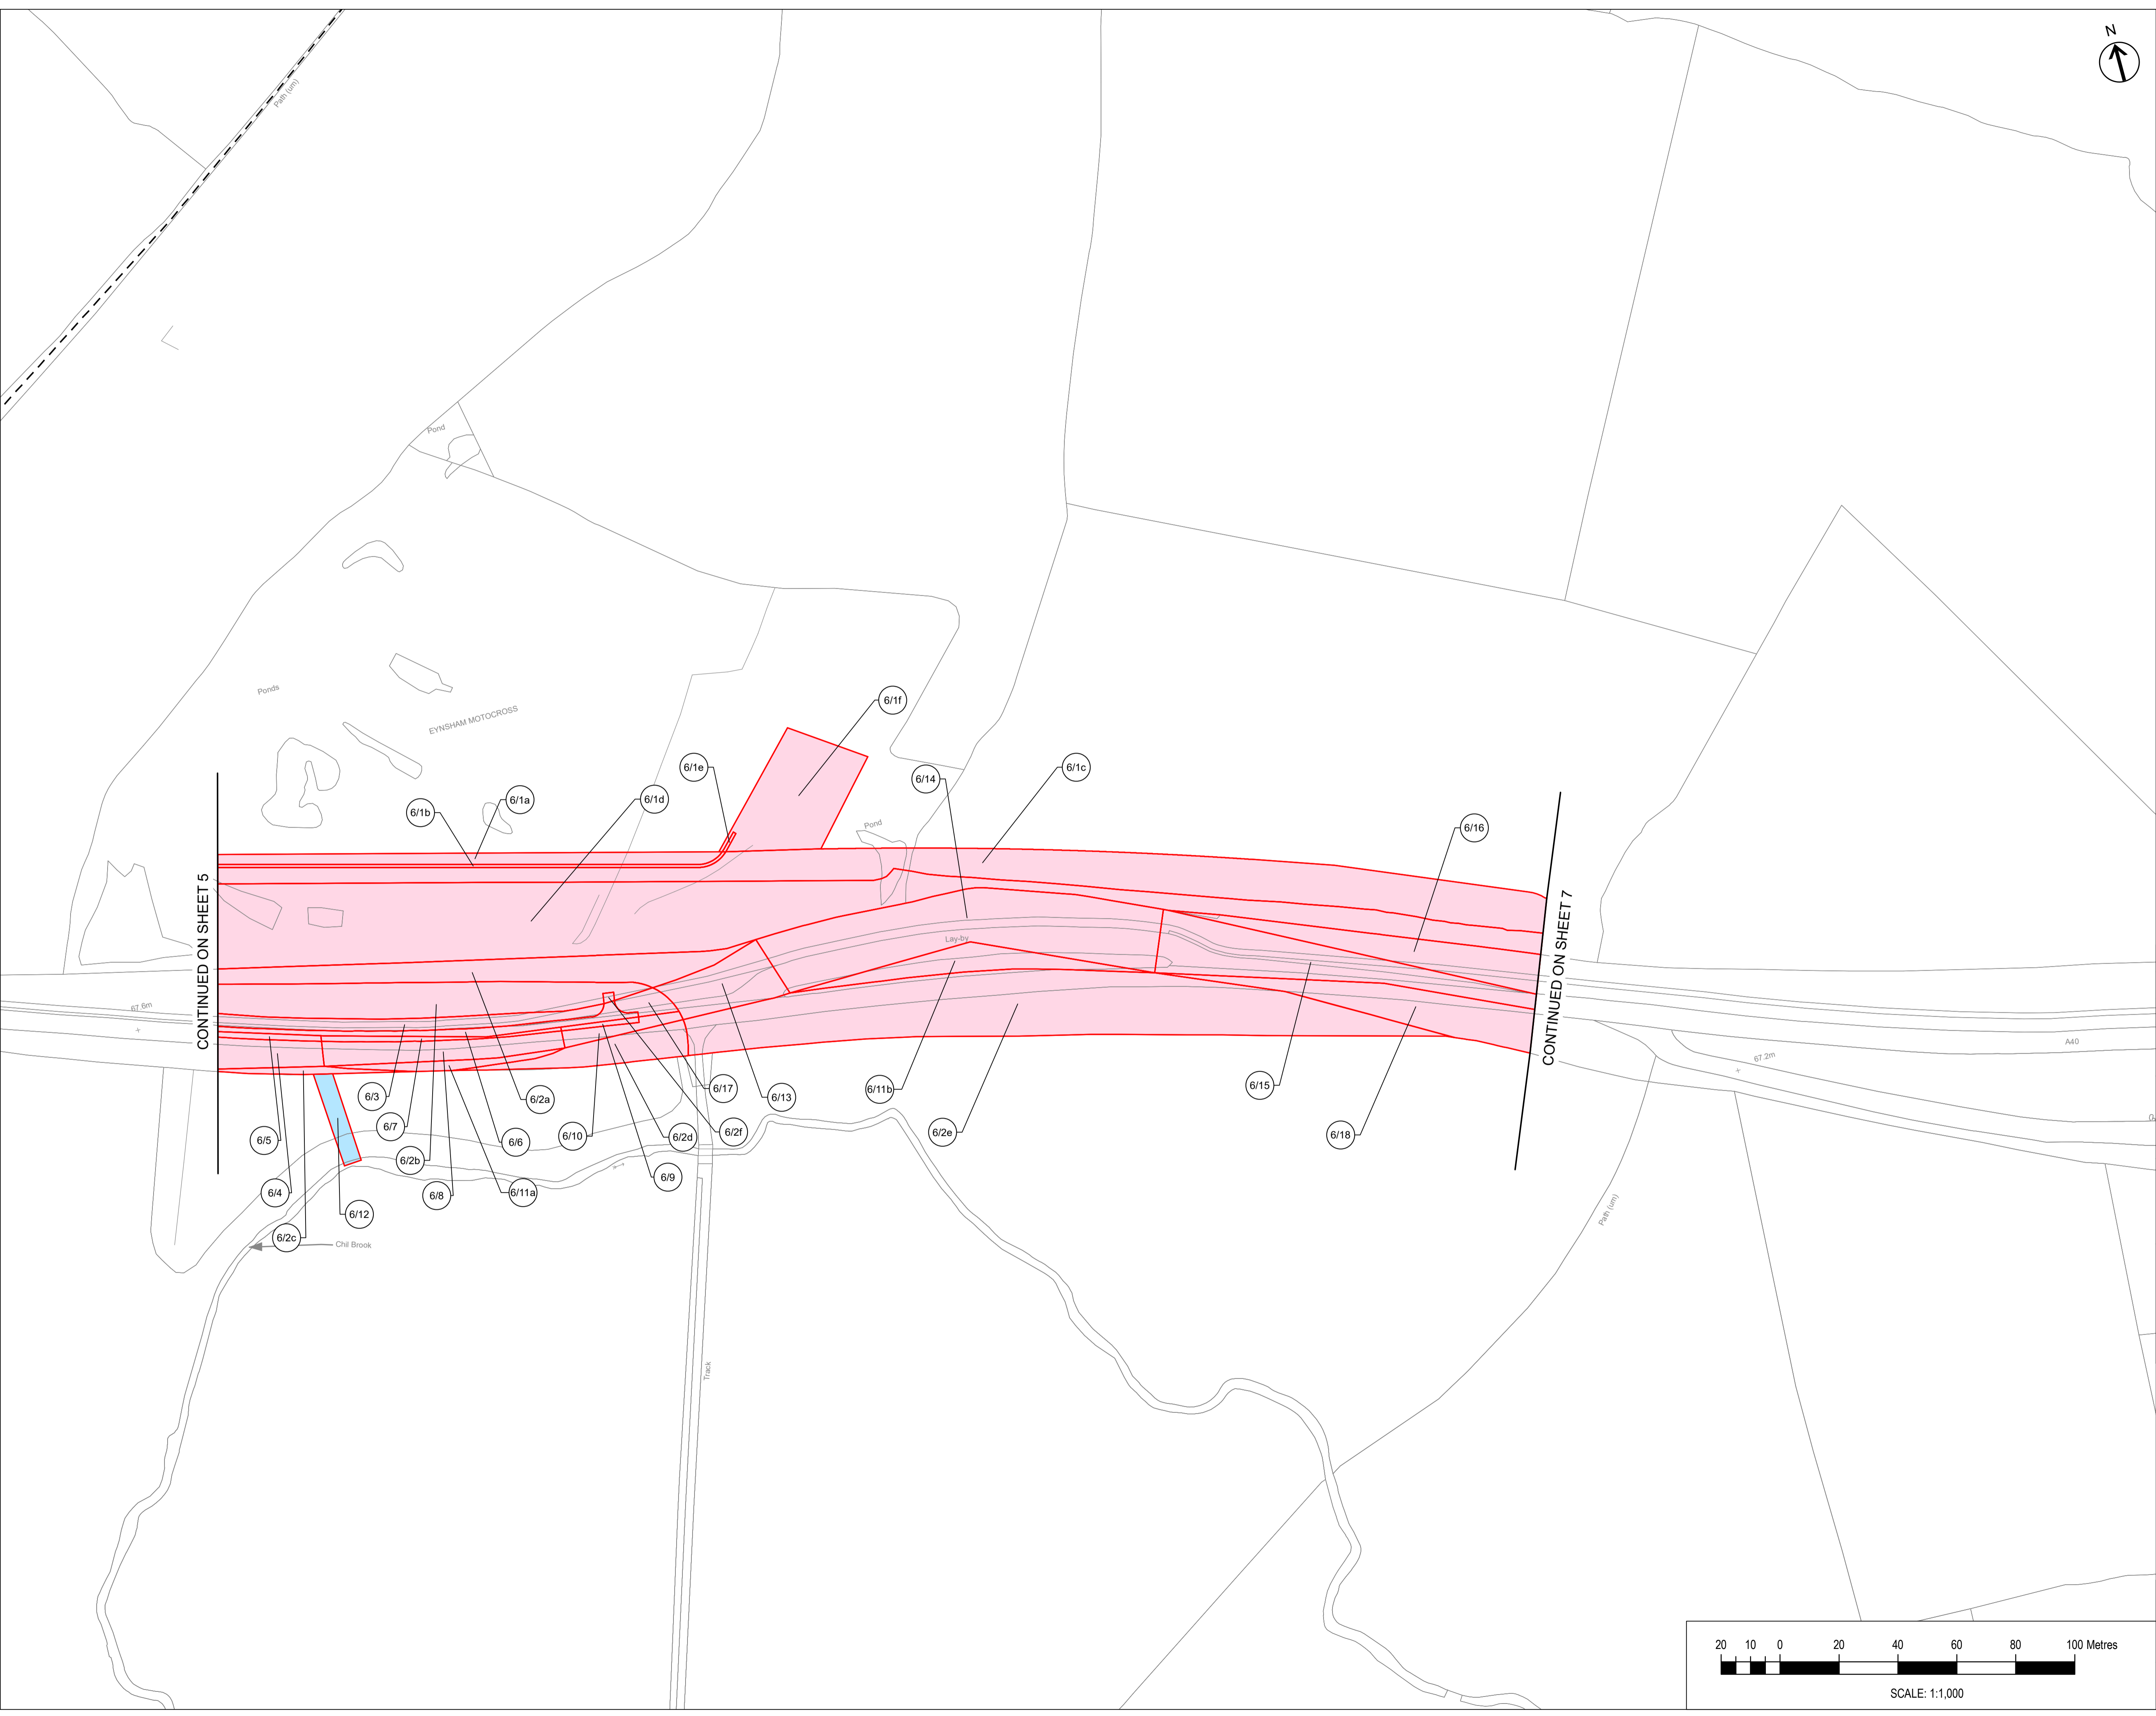 N
Path (um)
Pond
Ponds
EYNSHAM MOTOCROSS
6/1f
6/1e
6/14
6/1c
6/1a
6/1d
6/1b
Pond
6/16
CONTINUED ON SHEET 5
CONTINUED ON SHEET 7
Lay-by
67.6m
A40
67.2m
6/3
6/2a
6/17
6/13
6/11b
6/15
6/7
6/5
6/6
6/10
6/2d
6/2f
6/2e
6/18
6/2b
6/9
6/4
6/8
6/11a
6/12
6/2c
Chil Brook
Path (um)
Track
20 10 0 20 40 60 80 100 Metres
SCALE: 1:1,000